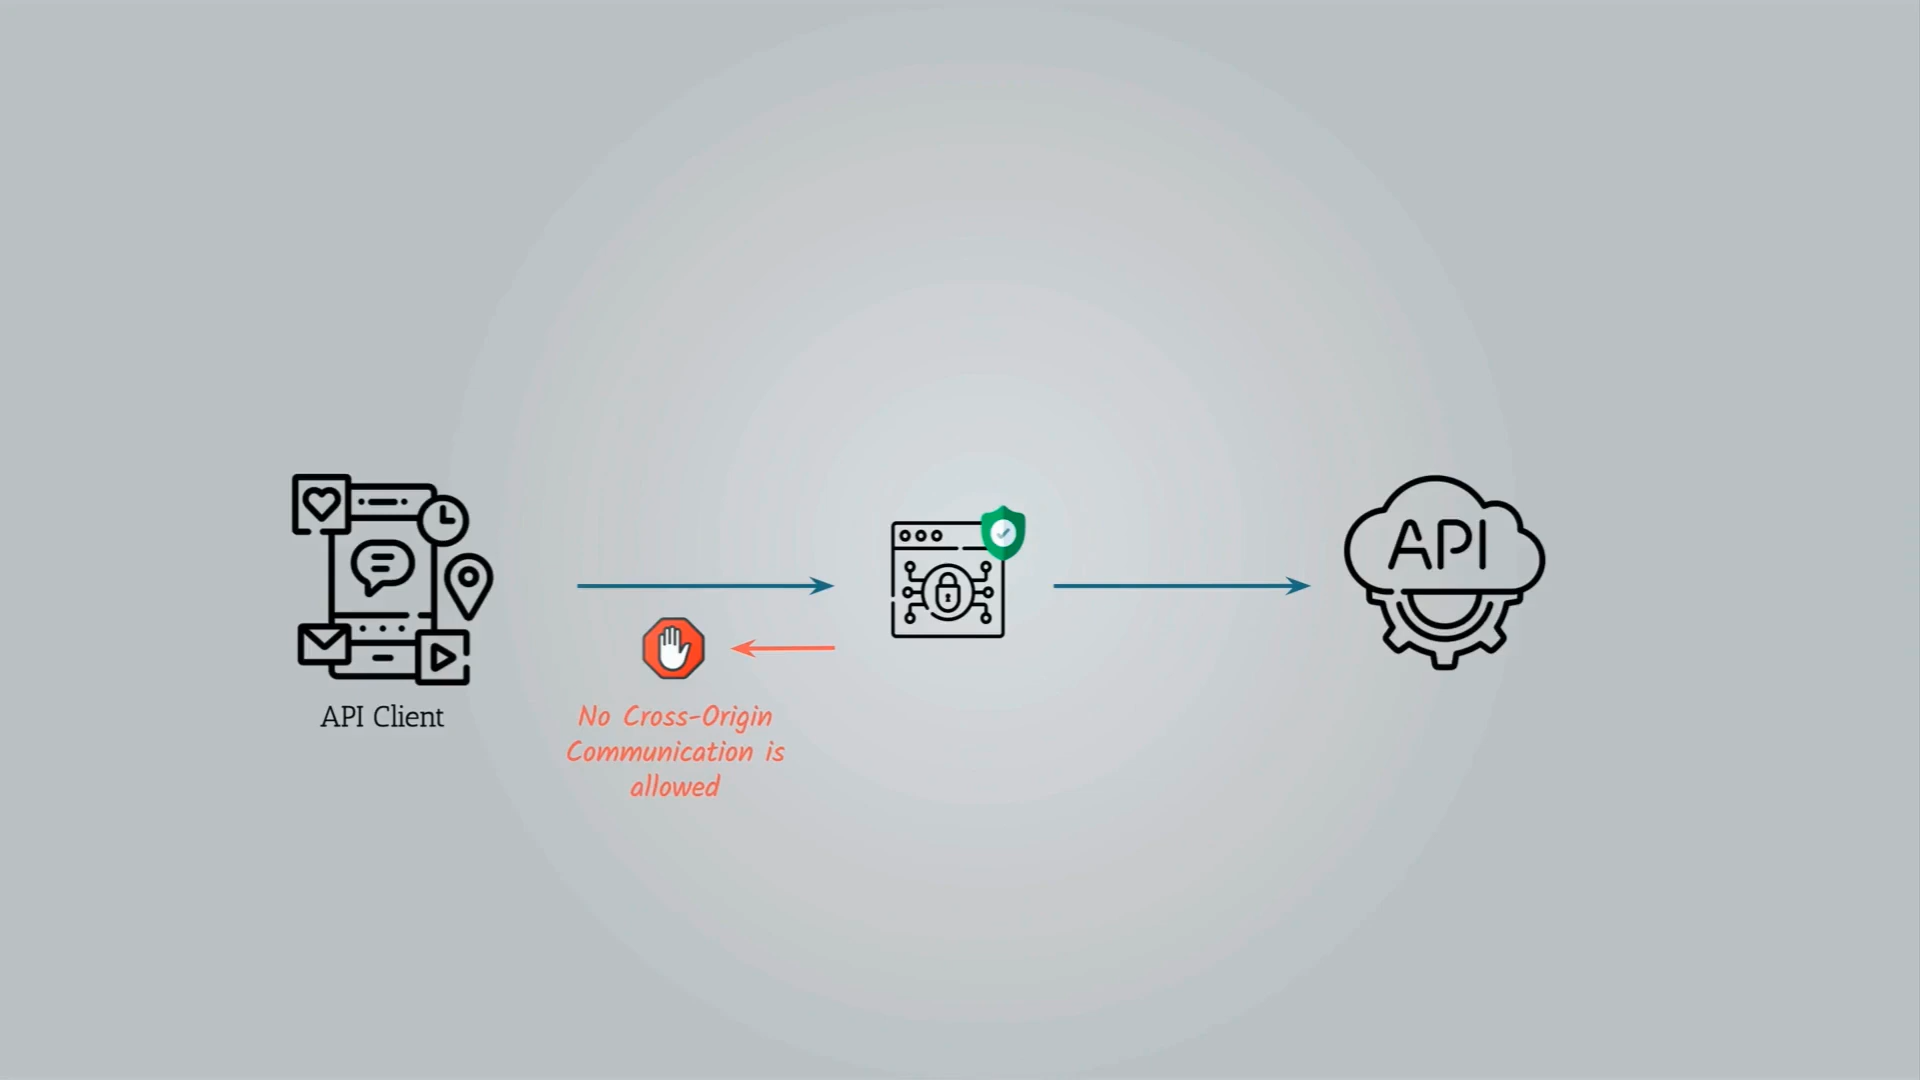 API
API Client
No Cross-Origin
Communication is
allowed